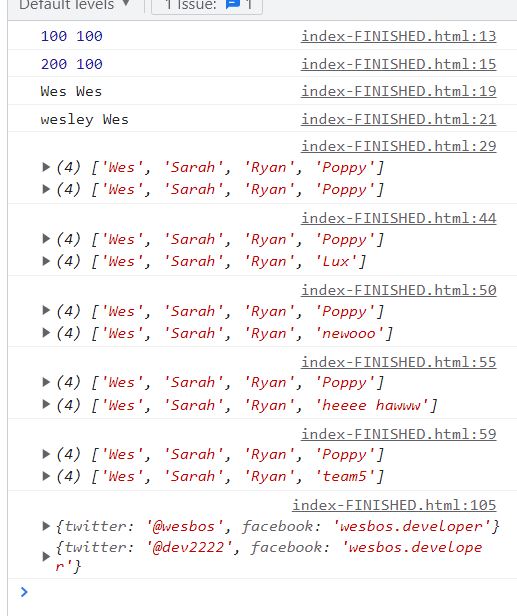 Default levels ▼ 1 Issue: 1
100 100 index-FINISHED.html:13
200 100 index-FINISHED.html:15
Wes Wes index-FINISHED.html:19
wesley Wes index-FINISHED.html:21
index-FINISHED.html:29
▶ (4) ['Wes', 'Sarah', 'Ryan', 'Poppy']
▶ (4) ['Wes', 'Sarah', 'Ryan', 'Poppy']
index-FINISHED.html:44
▶ (4) ['Wes', 'Sarah', 'Ryan', 'Poppy']
▶ (4) ['Wes', 'Sarah', 'Ryan', 'Lux']
index-FINISHED.html:50
▶ (4) ['Wes', 'Sarah', 'Ryan', 'Poppy']
▶ (4) ['Wes', 'Sarah', 'Ryan', 'newooo']
index-FINISHED.html:55
▶ (4) ['Wes', 'Sarah', 'Ryan', 'Poppy']
▶ (4) ['Wes', 'Sarah', 'Ryan', 'heeee hawww']
index-FINISHED.html:59
▶ (4) ['Wes', 'Sarah', 'Ryan', 'Poppy']
▶ (4) ['Wes', 'Sarah', 'Ryan', 'team5']
index-FINISHED.html:105
▶ {twitter: '@wesbos', facebook: 'wesbos.developer'}
▶ {twitter: '@dev2222', facebook: 'wesbos.develope
r'}
>